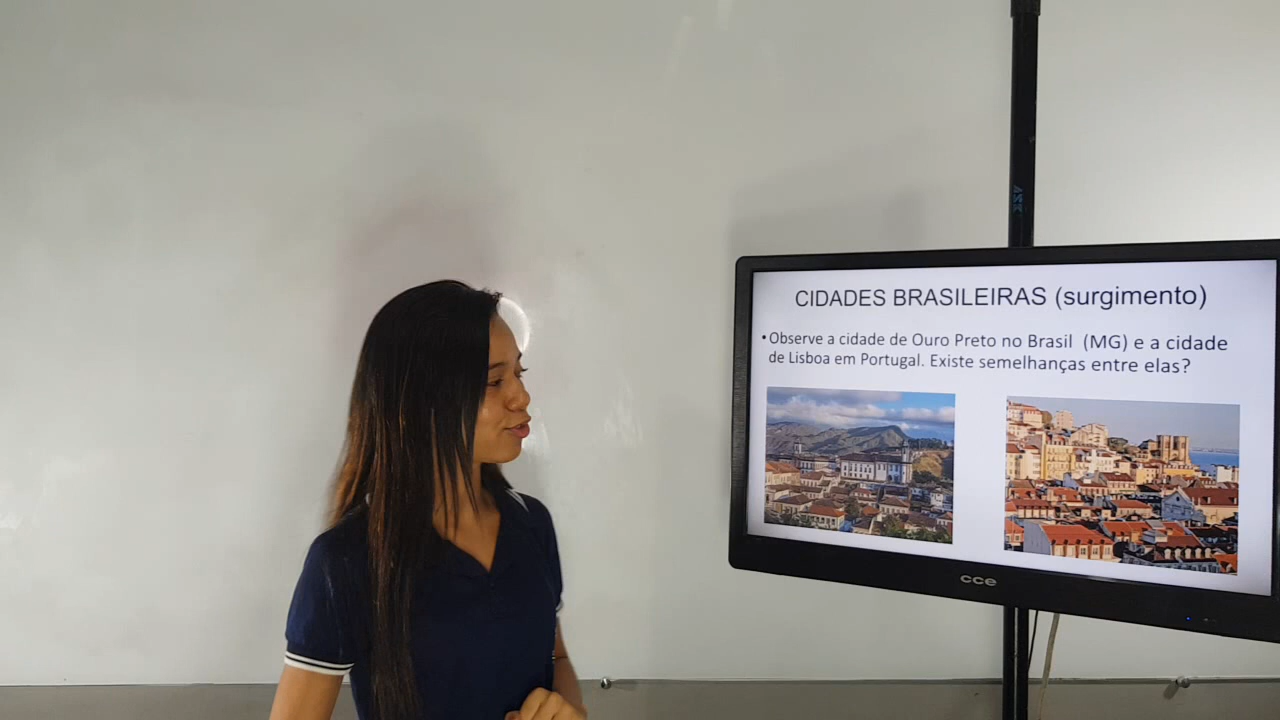 CIDADES BRASILEIRAS (surgimento)
•Observe a cidade de Ouro Preto no Brasil (MG) e a cidade
de Lisboa em Portugal. Existe semelhanças entre elas?
cce
ASK